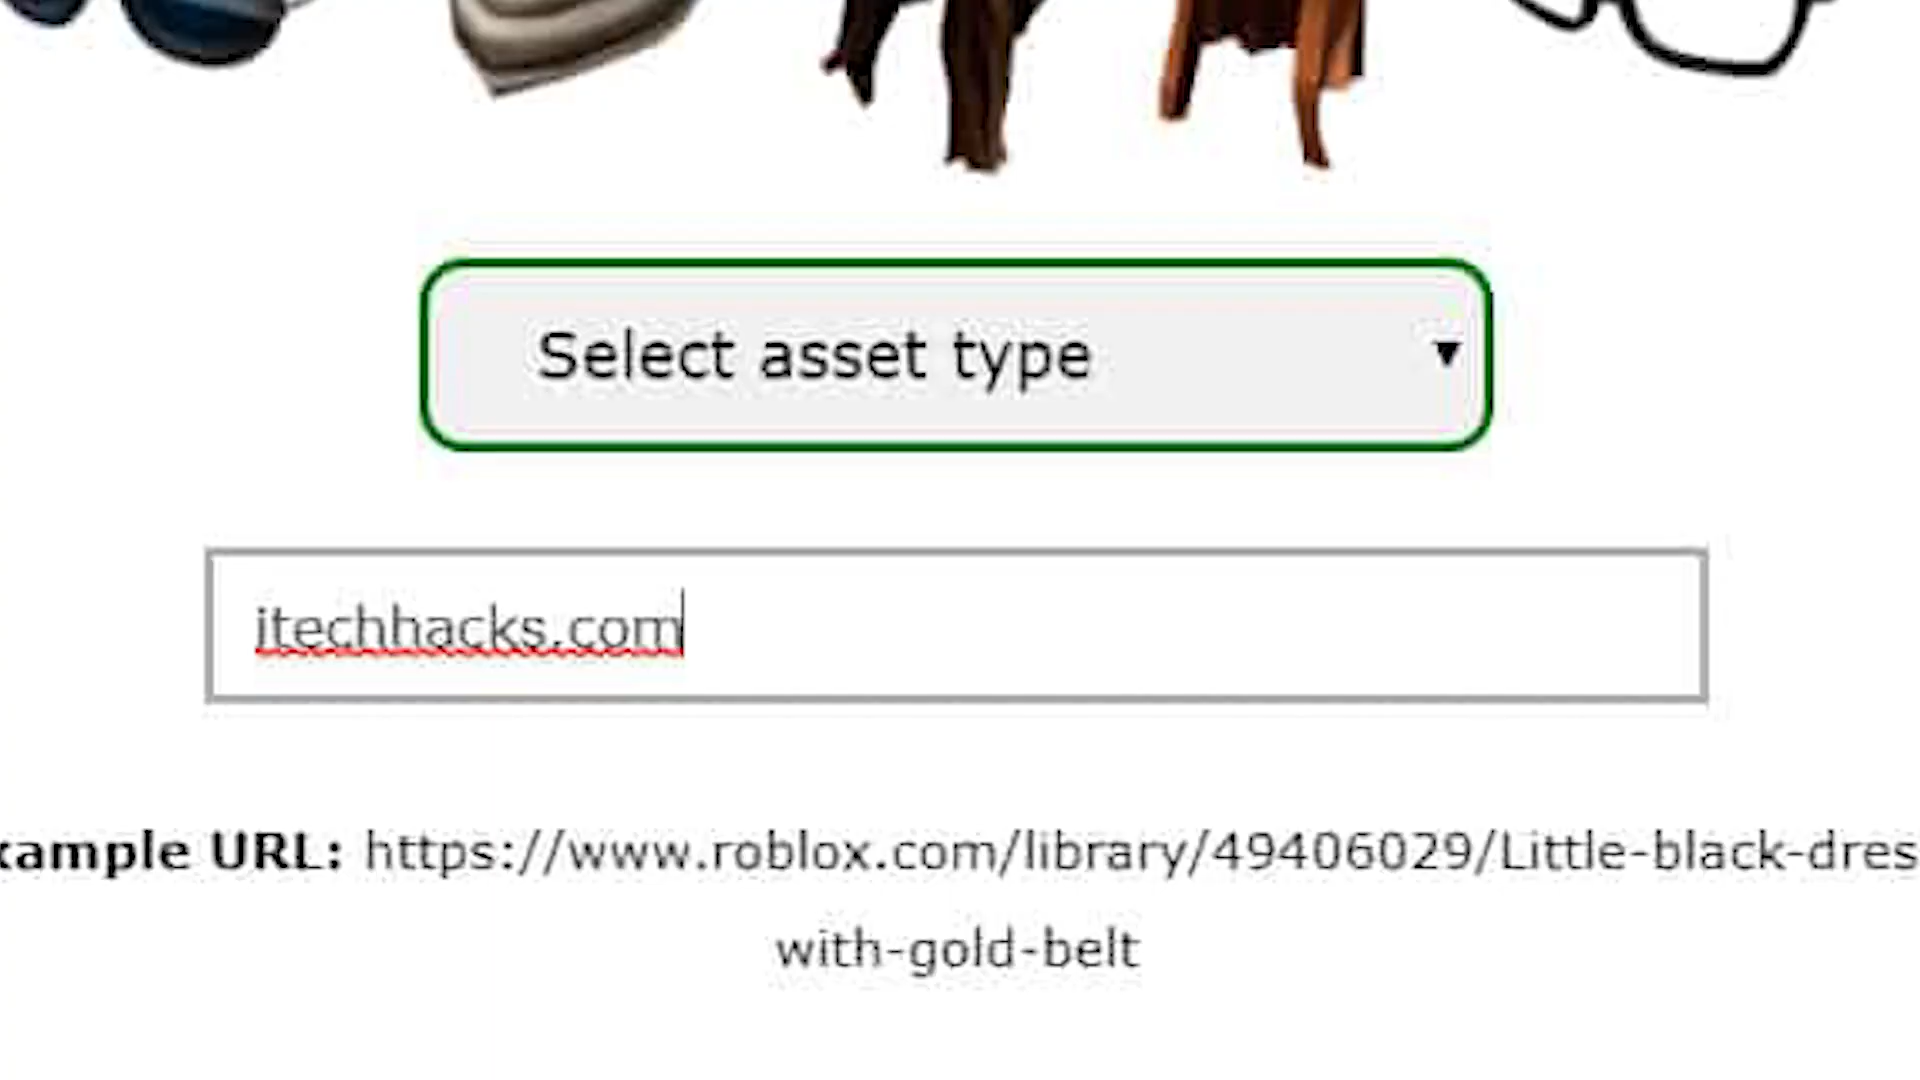 Select asset type
itechhacks.com
xample URL: https://www.roblox.com/library/49406029/Little-black-dres
with-gold-belt